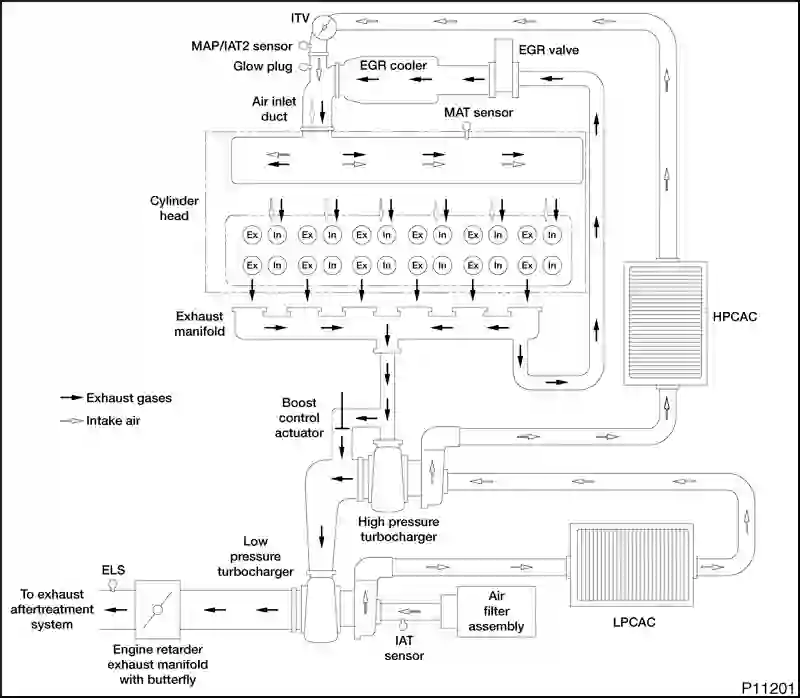 ITV
MAP/IAT2 sensor
Glow plug
EGR cooler
EGR valve
Air inlet
duct
MAT sensor
Cylinder
head
Ex In Ex In Ex In Ex In Ex In Ex In
Ex In Ex In Ex In Ex In Ex In Ex In
Exhaust
manifold
HPCAC
Exhaust gases
Intake air
Boost
control
actuator
High pressure
turbocharger
Low
pressure
turbocharger
ELS
To exhaust
aftertreatment
system
Engine retarder
exhaust manifold
with butterfly
IAT
sensor
Air
filter
assembly
LPCAC
P11201